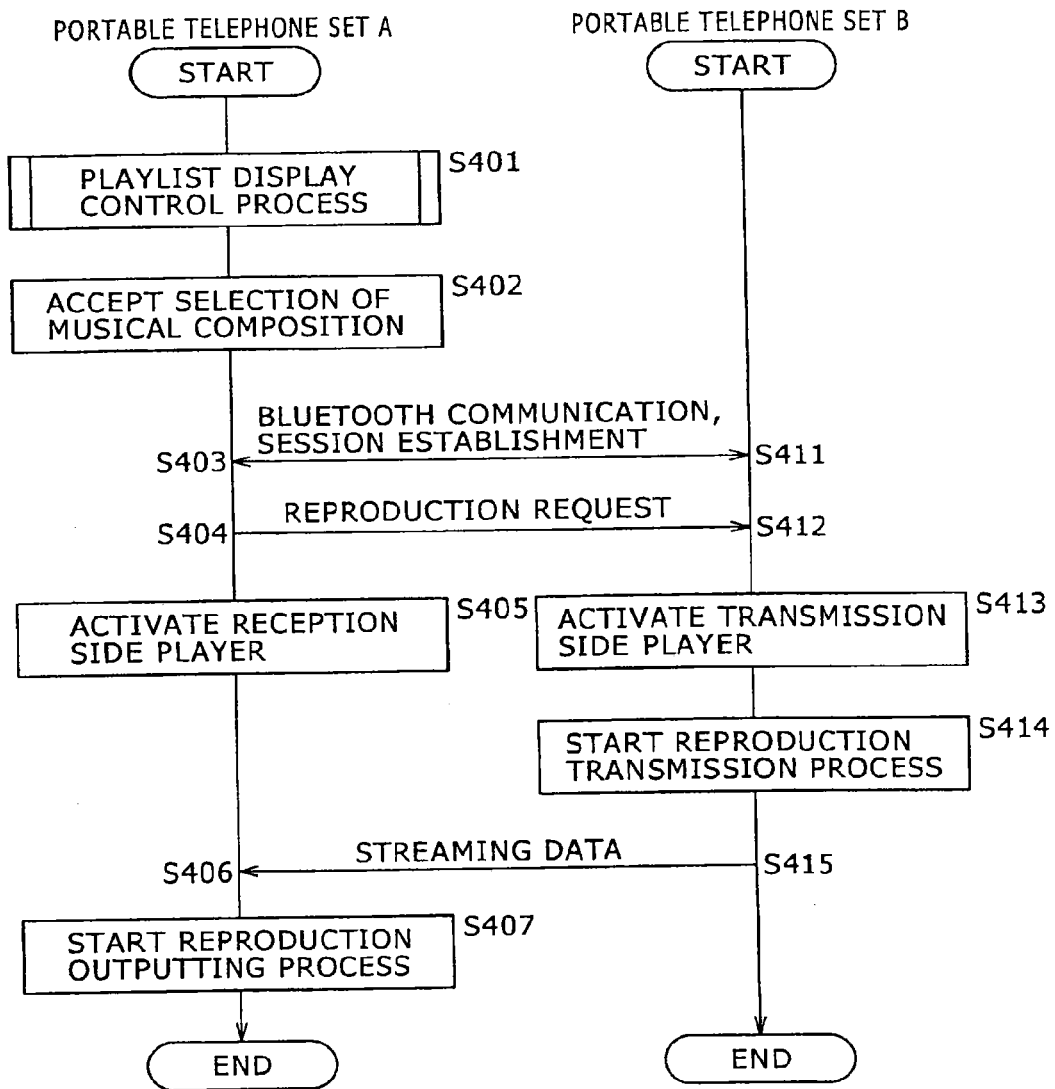 PORTABLE TELEPHONE SET A
PORTABLE TELEPHONE SET B
START
START
PLAYLIST DISPLAY
CONTROL PROCESS
S401
ACCEPT SELECTION OF
MUSICAL COMPOSITION
S402
BLUETOOTH COMMUNICATION,
SESSION ESTABLISHMENT
S403
S411
REPRODUCTION REQUEST
S404
S412
ACTIVATE RECEPTION
SIDE PLAYER
S405
ACTIVATE TRANSMISSION
SIDE PLAYER
S413
START REPRODUCTION
TRANSMISSION PROCESS
S414
STREAMING DATA
S406
S415
START REPRODUCTION
OUTPUTTING PROCESS
S407
END
END